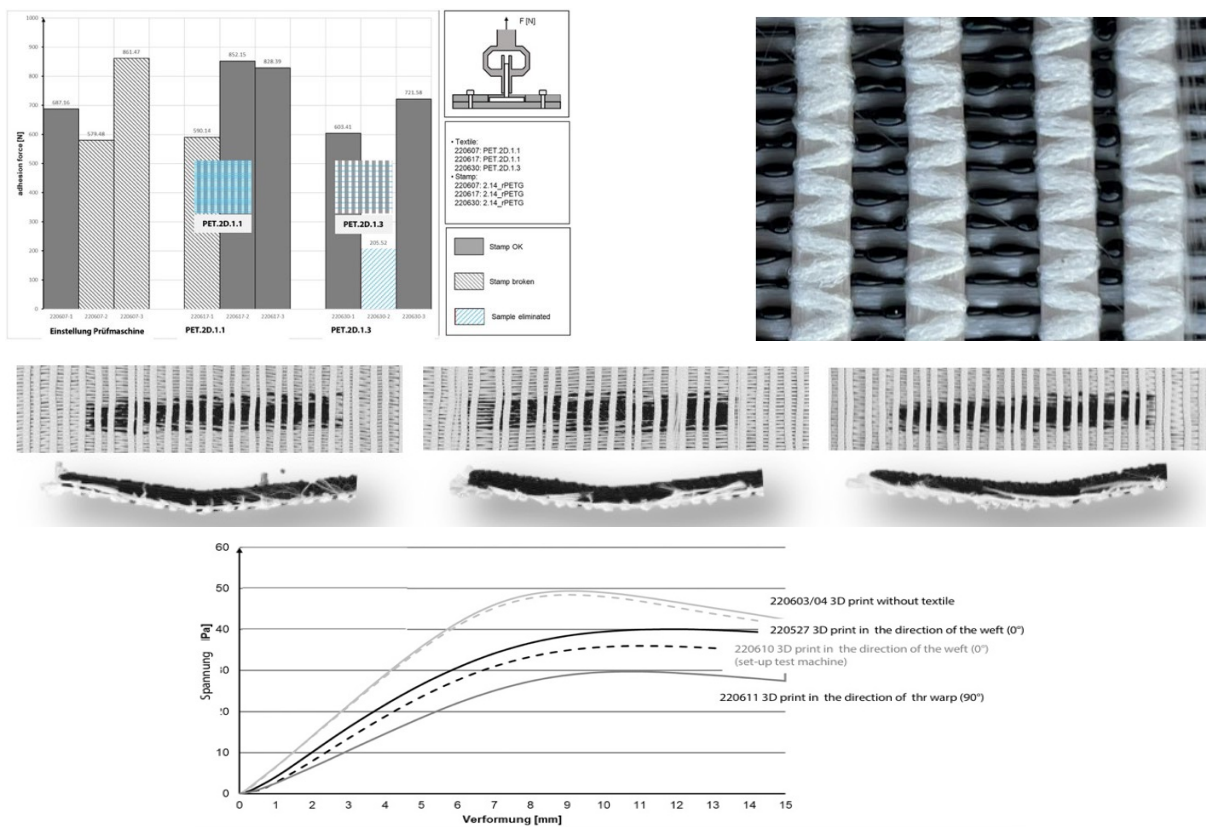 1000
900
800
700
600
500
400
300
200
100
0
adhesion force [N]
687.16
579.48
861.47
590.14
852.15
828.39
603.41
205.52
721.58
PET.2D.1.1
PET.2D.1.3
220607-1 220607-2 220607-3 220617-1 220617-2 220617-3 220630-1 220630-2 220630-3
Einstellung Prüfmaschine PET.2D.1.1 PET.2D.1.3
F [N]
• Textile:
220607: PET.2D.1.1
220617: PET.2D.1.1
220630: PET.2D.1.3
• Stamp:
220607: 2.14_rPETG
220617: 2.14_rPETG
220630: 2.14_rPETG
Stamp OK
Stamp broken
Sample eliminated
60
50
40
30
20
10
0
Spannung [Pa]
0 1 2 3 4 5 6 7 8 9 10 11 12 13 14 15
Verformung [mm]
220603/04 3D print without textile
220527 3D print in the direction of the weft (0°)
220610 3D print in the direction of the weft (0°)
(set-up test machine)
220611 3D print in the direction of thr warp (90°)